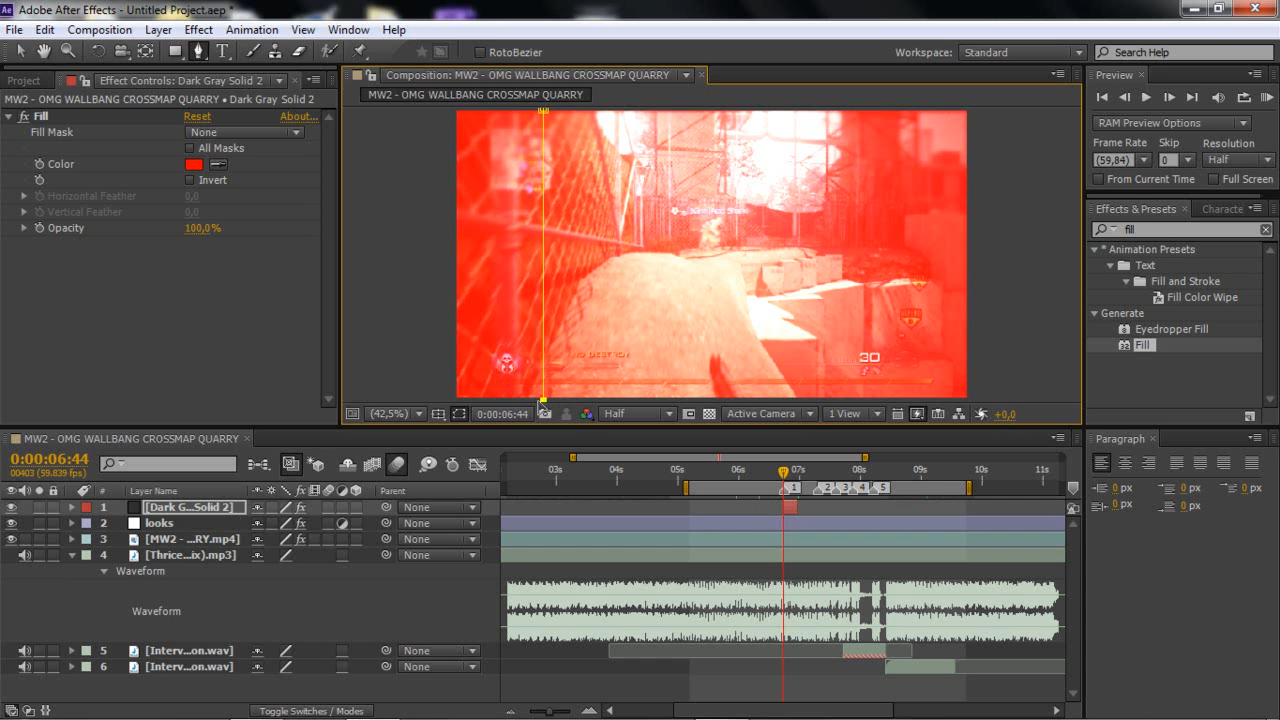 Adobe After Effects - Untitled Project.aep *
File Edit Composition Layer Effect Animation View Window Help
RotoBezier
Workspace: Standard
Search Help
Project
Effect Controls: Dark Gray Solid 2
MW2 - OMG WALLBANG CROSSMAP QUARRY • Dark Gray Solid 2
Fill Reset About...
Fill Mask None
All Masks
Color
Invert
Horizontal Feather 0,0
Vertical Feather 0,0
Opacity 100,0%
Composition: MW2 - OMG WALLBANG CROSSMAP QUARRY
MW2 - OMG WALLBANG CROSSMAP QUARRY
30
(42,5%) 0:00:06:44 Half Active Camera 1 View +0,0
Preview
RAM Preview Options
Frame Rate Skip Resolution
(59,84) 0 Half
From Current Time Full Screen
Effects & Presets Characte
fill
* Animation Presets
Text
Fill and Stroke
Fill Color Wipe
Generate
Eyedropper Fill
Fill
MW2 - OMG WALLBANG CROSSMAP QUARRY
0:00:06:44
00403 (59.839 fps)
03s 04s 05s 06s 07s 08s 09s 10s 11s
1 2 3 4 5
# Layer Name Parent
1 [Dark G...Solid 2] None
2 looks None
3 [MW2 - ...RY.mp4] None
4 [Thrice...ix).mp3] None
Waveform
Waveform
5 [Interv...on.wav] None
6 [Interv...on.wav] None
Toggle Switches / Modes
Paragraph
0 px 0 px 0 px
0 px 0 px